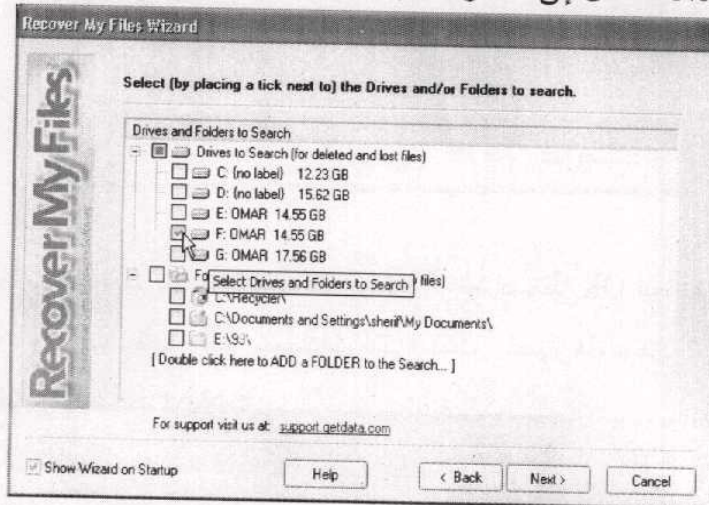 Recover My Files Wizard
Recover My Files
Select (by placing a tick next to) the Drives and/or Folders to search.
Drives and Folders to Search
Drives to Search (for deleted and lost files)
C: (no label) 12.23 GB
D: (no label) 15.62 GB
E: OMAR 14.55 GB
F: OMAR 14.55 GB
G: OMAR 17.56 GB
Select Drives and Folders to Search
files)
C:\Recycler\
C:\Documents and Settings\sherif\My Documents\
[ Double click here to ADD a FOLDER to the Search... ]
For support visit us at: support.getdata.com
Show Wizard on Startup
Help
< Back
Next >
Cancel